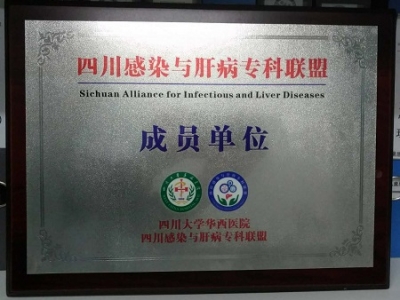 四川感染与肝病专科联盟
Sichuan Alliance for Infectious and Liver Diseases
成员单位
四川大学华西医院
四川感染与肝病专科联盟